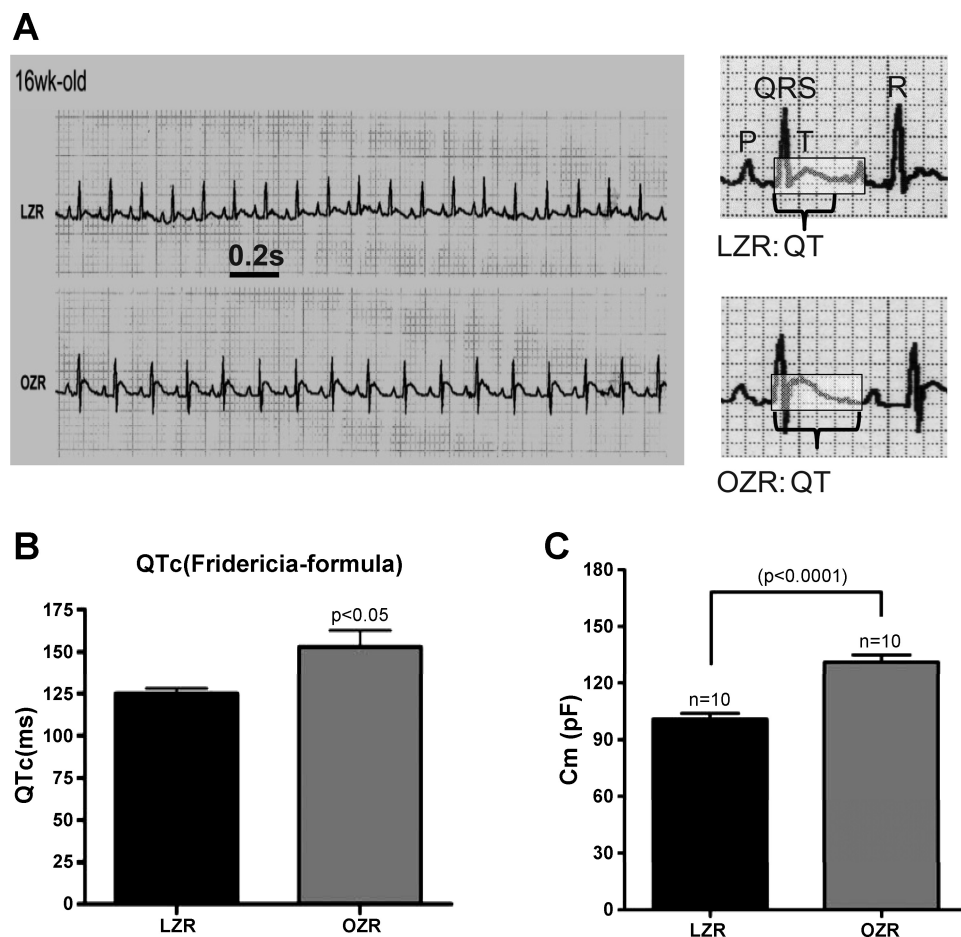 A
16wk-old
LZR
0.2s
OZR
QRS
R
P
T
LZR: QT
OZR: QT
B
QTc(Fridericia-formula)
175
150
125
100
75
50
25
0
QTc(ms)
p<0.05
LZR
OZR
C
180
150
120
90
60
30
0
Cm (pF)
(p<0.0001)
n=10
n=10
LZR
OZR